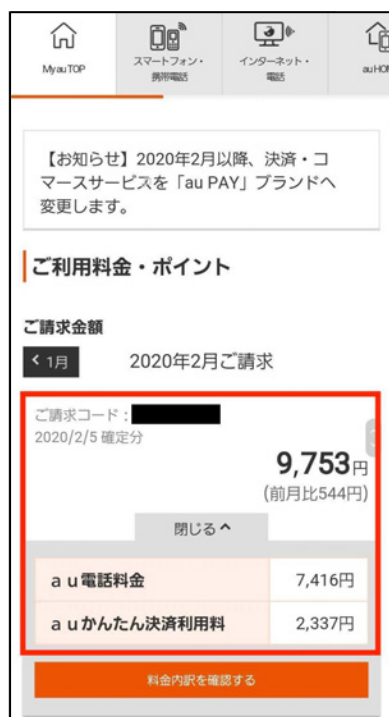 My au TOP
スマートフォン・
携帯電話
インターネット・
電話
au HO
【お知らせ】2020年2月以降、決済・コ
マースサービスを「au PAY」ブランドへ
変更します。
ご利用料金・ポイント
ご請求金額
1月
2020年2月ご請求
ご請求コード：
2020/2/5 確定分
9,753円
(前月比544円)
閉じる
ａｕ電話料金 7,416円
ａｕかんたん決済利用料 2,337円
料金内訳を確認する